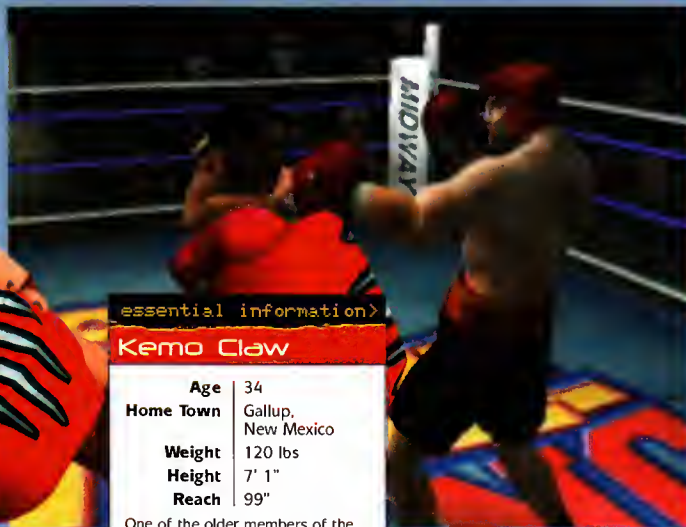 MIDWAY
essential information>
Kemo Claw
Age 34
Home Town Gallup,
New Mexico
Weight 120 lbs
Height 7' 1"
Reach 99"
One of the older members of the